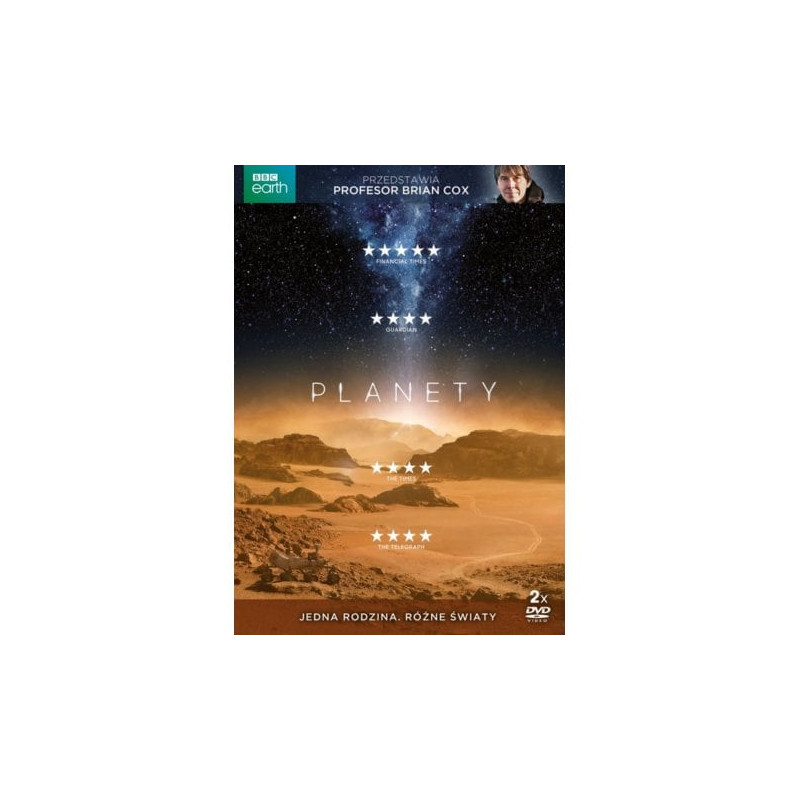 BBC
earth
PRZEDSTAWIA
PROFESOR BRIAN COX
FINANCIAL TIMES
GUARDIAN
PLANETY
THE TIMES
THE TELEGRAPH
2x
DVD
VIDEO
JEDNA RODZINA. RÓŻNE ŚWIATY